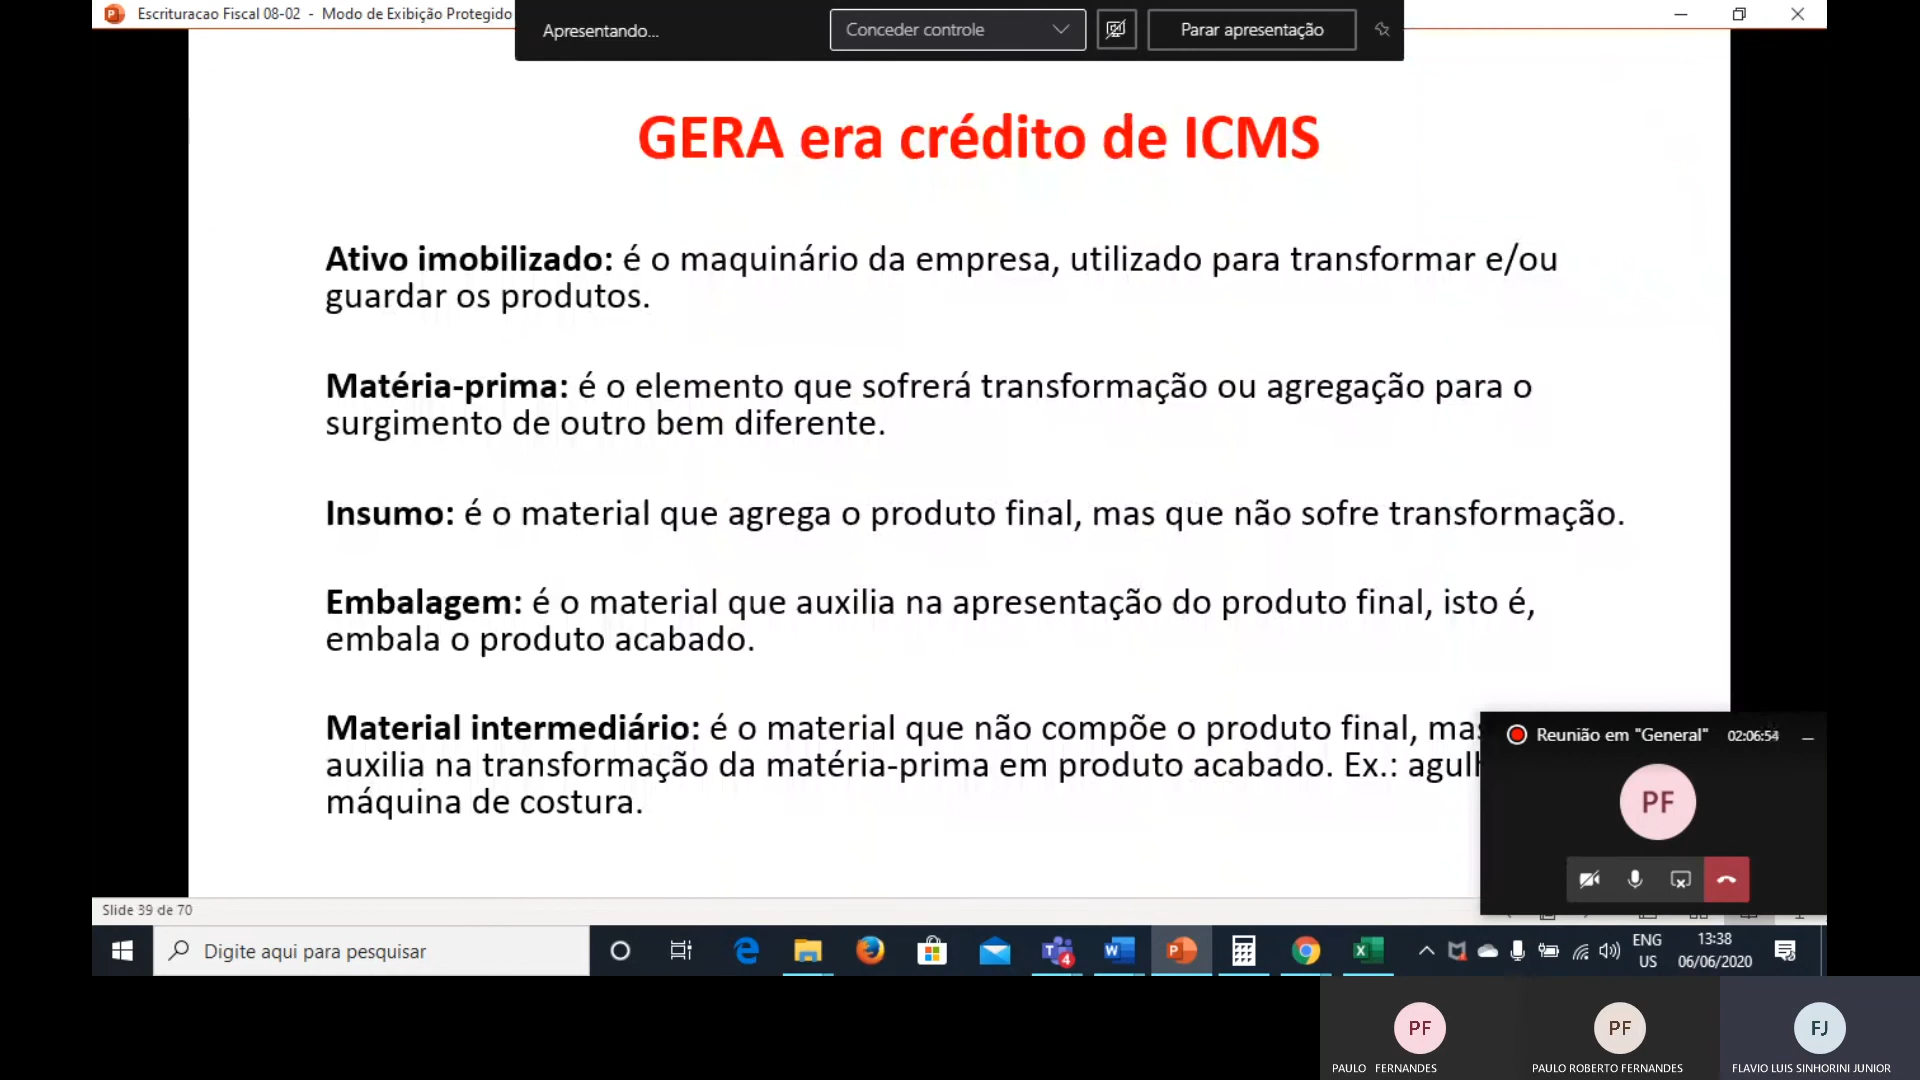 Escrituracao Fiscal 08-02 - Modo de Exibição Protegido
Apresentando...
Conceder controle
Parar apresentação
GERA era crédito de ICMS
Ativo imobilizado: é o maquinário da empresa, utilizado para transformar e/ou
guardar os produtos.
Matéria-prima: é o elemento que sofrerá transformação ou agregação para o
surgimento de outro bem diferente.
Insumo: é o material que agrega o produto final, mas que não sofre transformação.
Embalagem: é o material que auxilia na apresentação do produto final, isto é,
embala o produto acabado.
Material intermediário: é o material que não compõe o produto final, mas
auxilia na transformação da matéria-prima em produto acabado. Ex.:
máquina de costura.
Reunião em "General" 02:06:54
PF
Slide 39 de 70
Digite aqui para pesquisar
4
ENG
US
13:38
06/06/2020
PF
PF
FJ
PAULO FERNANDES
PAULO ROBERTO FERNANDES
FLAVIO LUIS SINHORINI JUNIOR